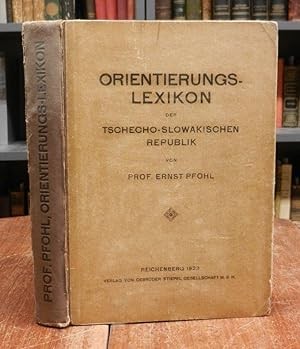 PROF. PFOHL, ORIENTIERUNGS-LEXIKON
ORIENTIERUNGS-
LEXIKON
DER
TSCHECHO-SLOWAKISCHEN
REPUBLIK
VON
PROF. ERNST PFOHL
REICHENBERG
VERLAG VON GEBRÜDER STIEPEL GESELLSCHAFT M. B. H.